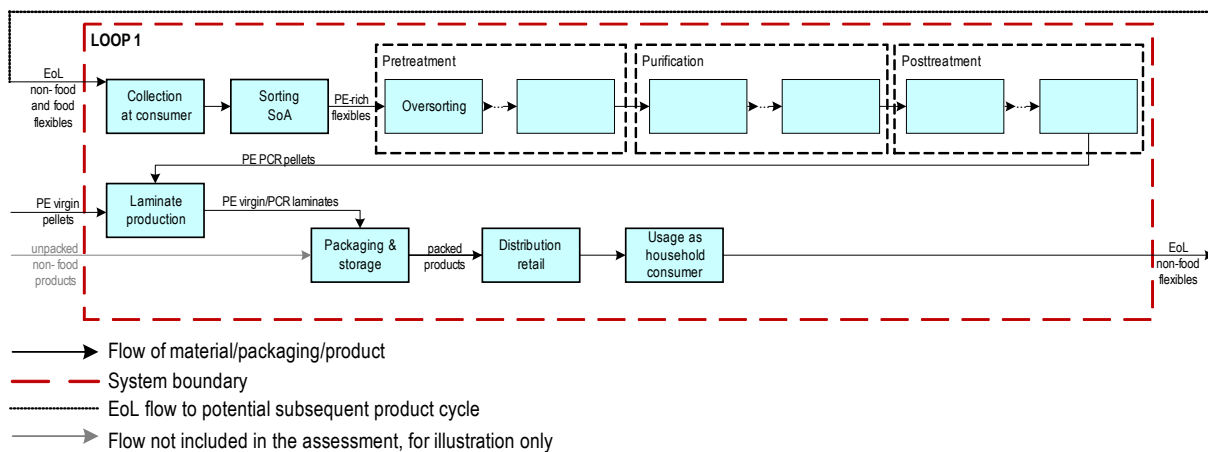 LOOP 1
EoL
non- food
and food
flexibles
Collection
at consumer
Sorting
SoA
PE-rich
flexibles
Pretreatment
Oversorting
Purification
Posttreatment
PE PCR pellets
PE virgin
pellets
Laminate
production
PE virgin/PCR laminates
unpacked
non- food
products
Packaging &
storage
packed
products
Distribution
retail
Usage as
household
consumer
EoL
non-food
flexibles
Flow of material/packaging/product
System boundary
EoL flow to potential subsequent product cycle
Flow not included in the assessment, for illustration only